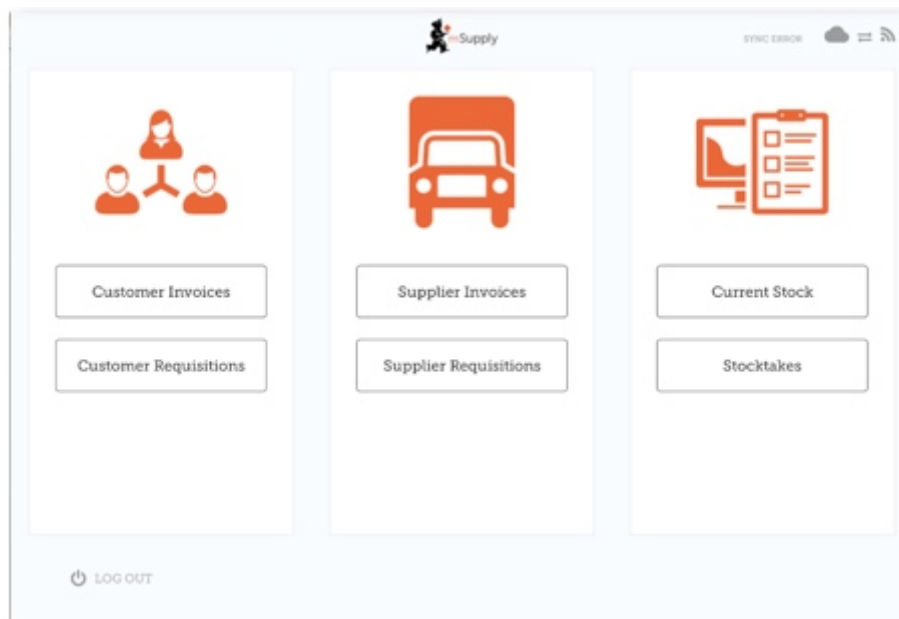 mSupply
SYNC ERROR
Customer Invoices
Customer Requisitions
Supplier Invoices
Supplier Requisitions
Current Stock
Stocktakes
LOG OUT